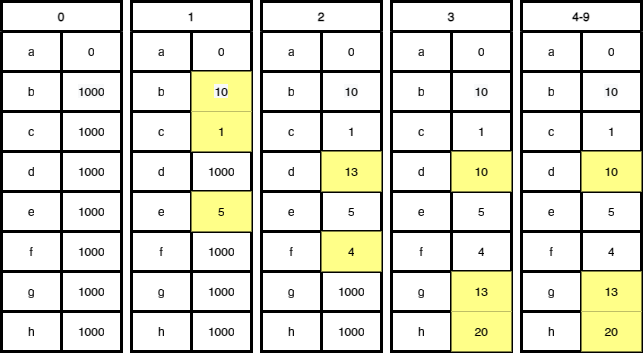 0 1 2 3 4-9
a 0 a 0 a 0 a 0 a 0
b 1000 b 10 b 10 b 10 b 10
c 1000 c 1 c 1 c 1 c 1
d 1000 d 1000 d 13 d 10 d 10
e 1000 e 5 e 5 e 5 e 5
f 1000 f 1000 f 4 f 4 f 4
g 1000 g 1000 g 1000 g 13 g 13
h 1000 h 1000 h 1000 h 20 h 20